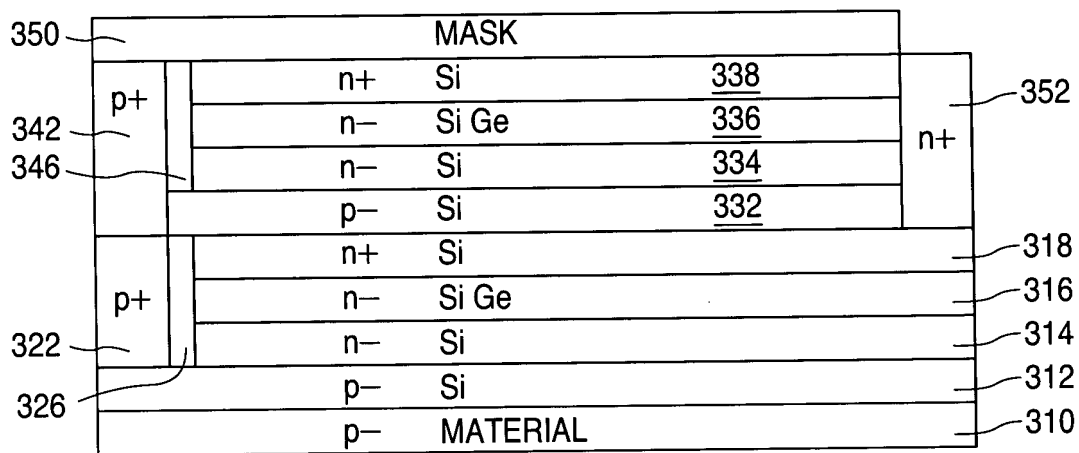 350 MASK
p+ n+ Si 338 352
342 n- Si Ge 336 n+
346 n- Si 334
p- Si 332
n+ Si 318
p+ n- Si Ge 316
322 n- Si 314
326 p- Si 312
p- MATERIAL 310